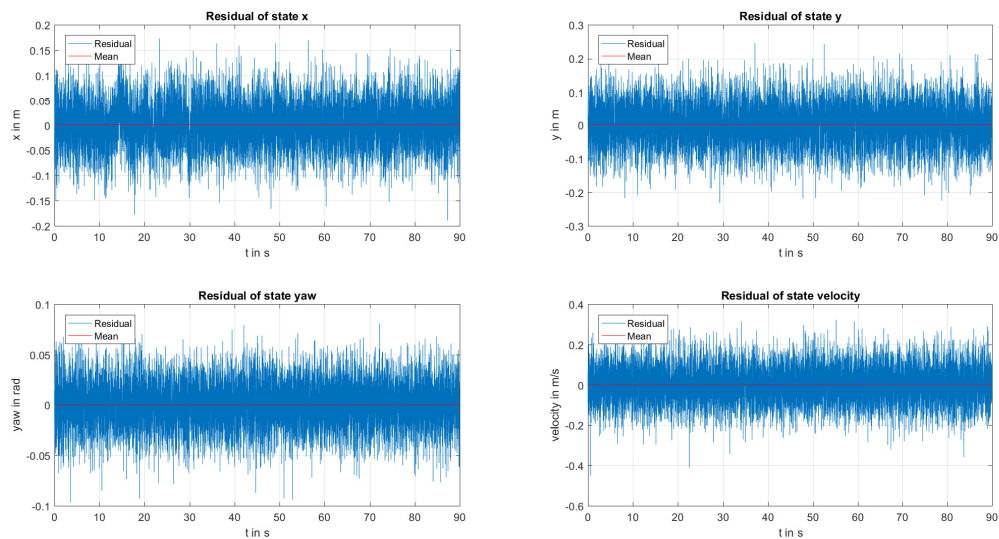 Residual of state x
0.2
0.15
0.1
0.05
0
-0.05
-0.1
-0.15
-0.2
x in m
Residual
Mean
0 10 20 30 40 50 60 70 80 90
t in s
Residual of state y
0.3
0.2
0.1
0
-0.1
-0.2
-0.3
y in m
Residual
Mean
0 10 20 30 40 50 60 70 80 90
t in s
Residual of state yaw
0.1
0.05
0
-0.05
-0.1
yaw in rad
Residual
Mean
0 10 20 30 40 50 60 70 80 90
t in s
Residual of state velocity
0.4
0.2
0
-0.2
-0.4
-0.6
velocity in m/s
Residual
Mean
0 10 20 30 40 50 60 70 80 90
t in s